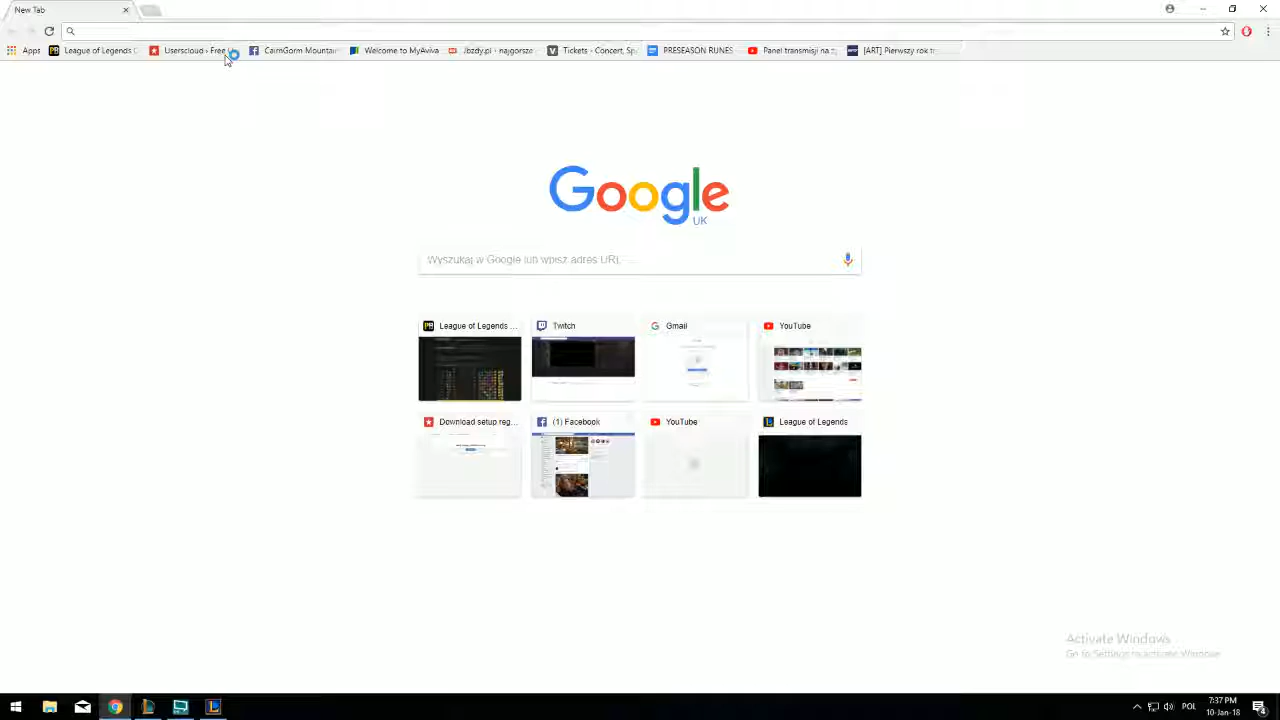 New Tab
Apps League of Legends Userscloud › Free CairnGorm Mountain Welcome to MyAviva Jbzdy.pl - najgorsze Tickets - Concert, Sp PRESEASON RUNES Panel transmisji na [ART] Pierwszy rok
Google
UK
Wyszukaj w Google lub wpisz adres URL
League of Legends ... Twitch Gmail YouTube
Download setup reg... (1) Facebook YouTube League of Legends
Activate Windows
Go to Settings to activate Windows
POL 7:37 PM
10-Jan-18
4